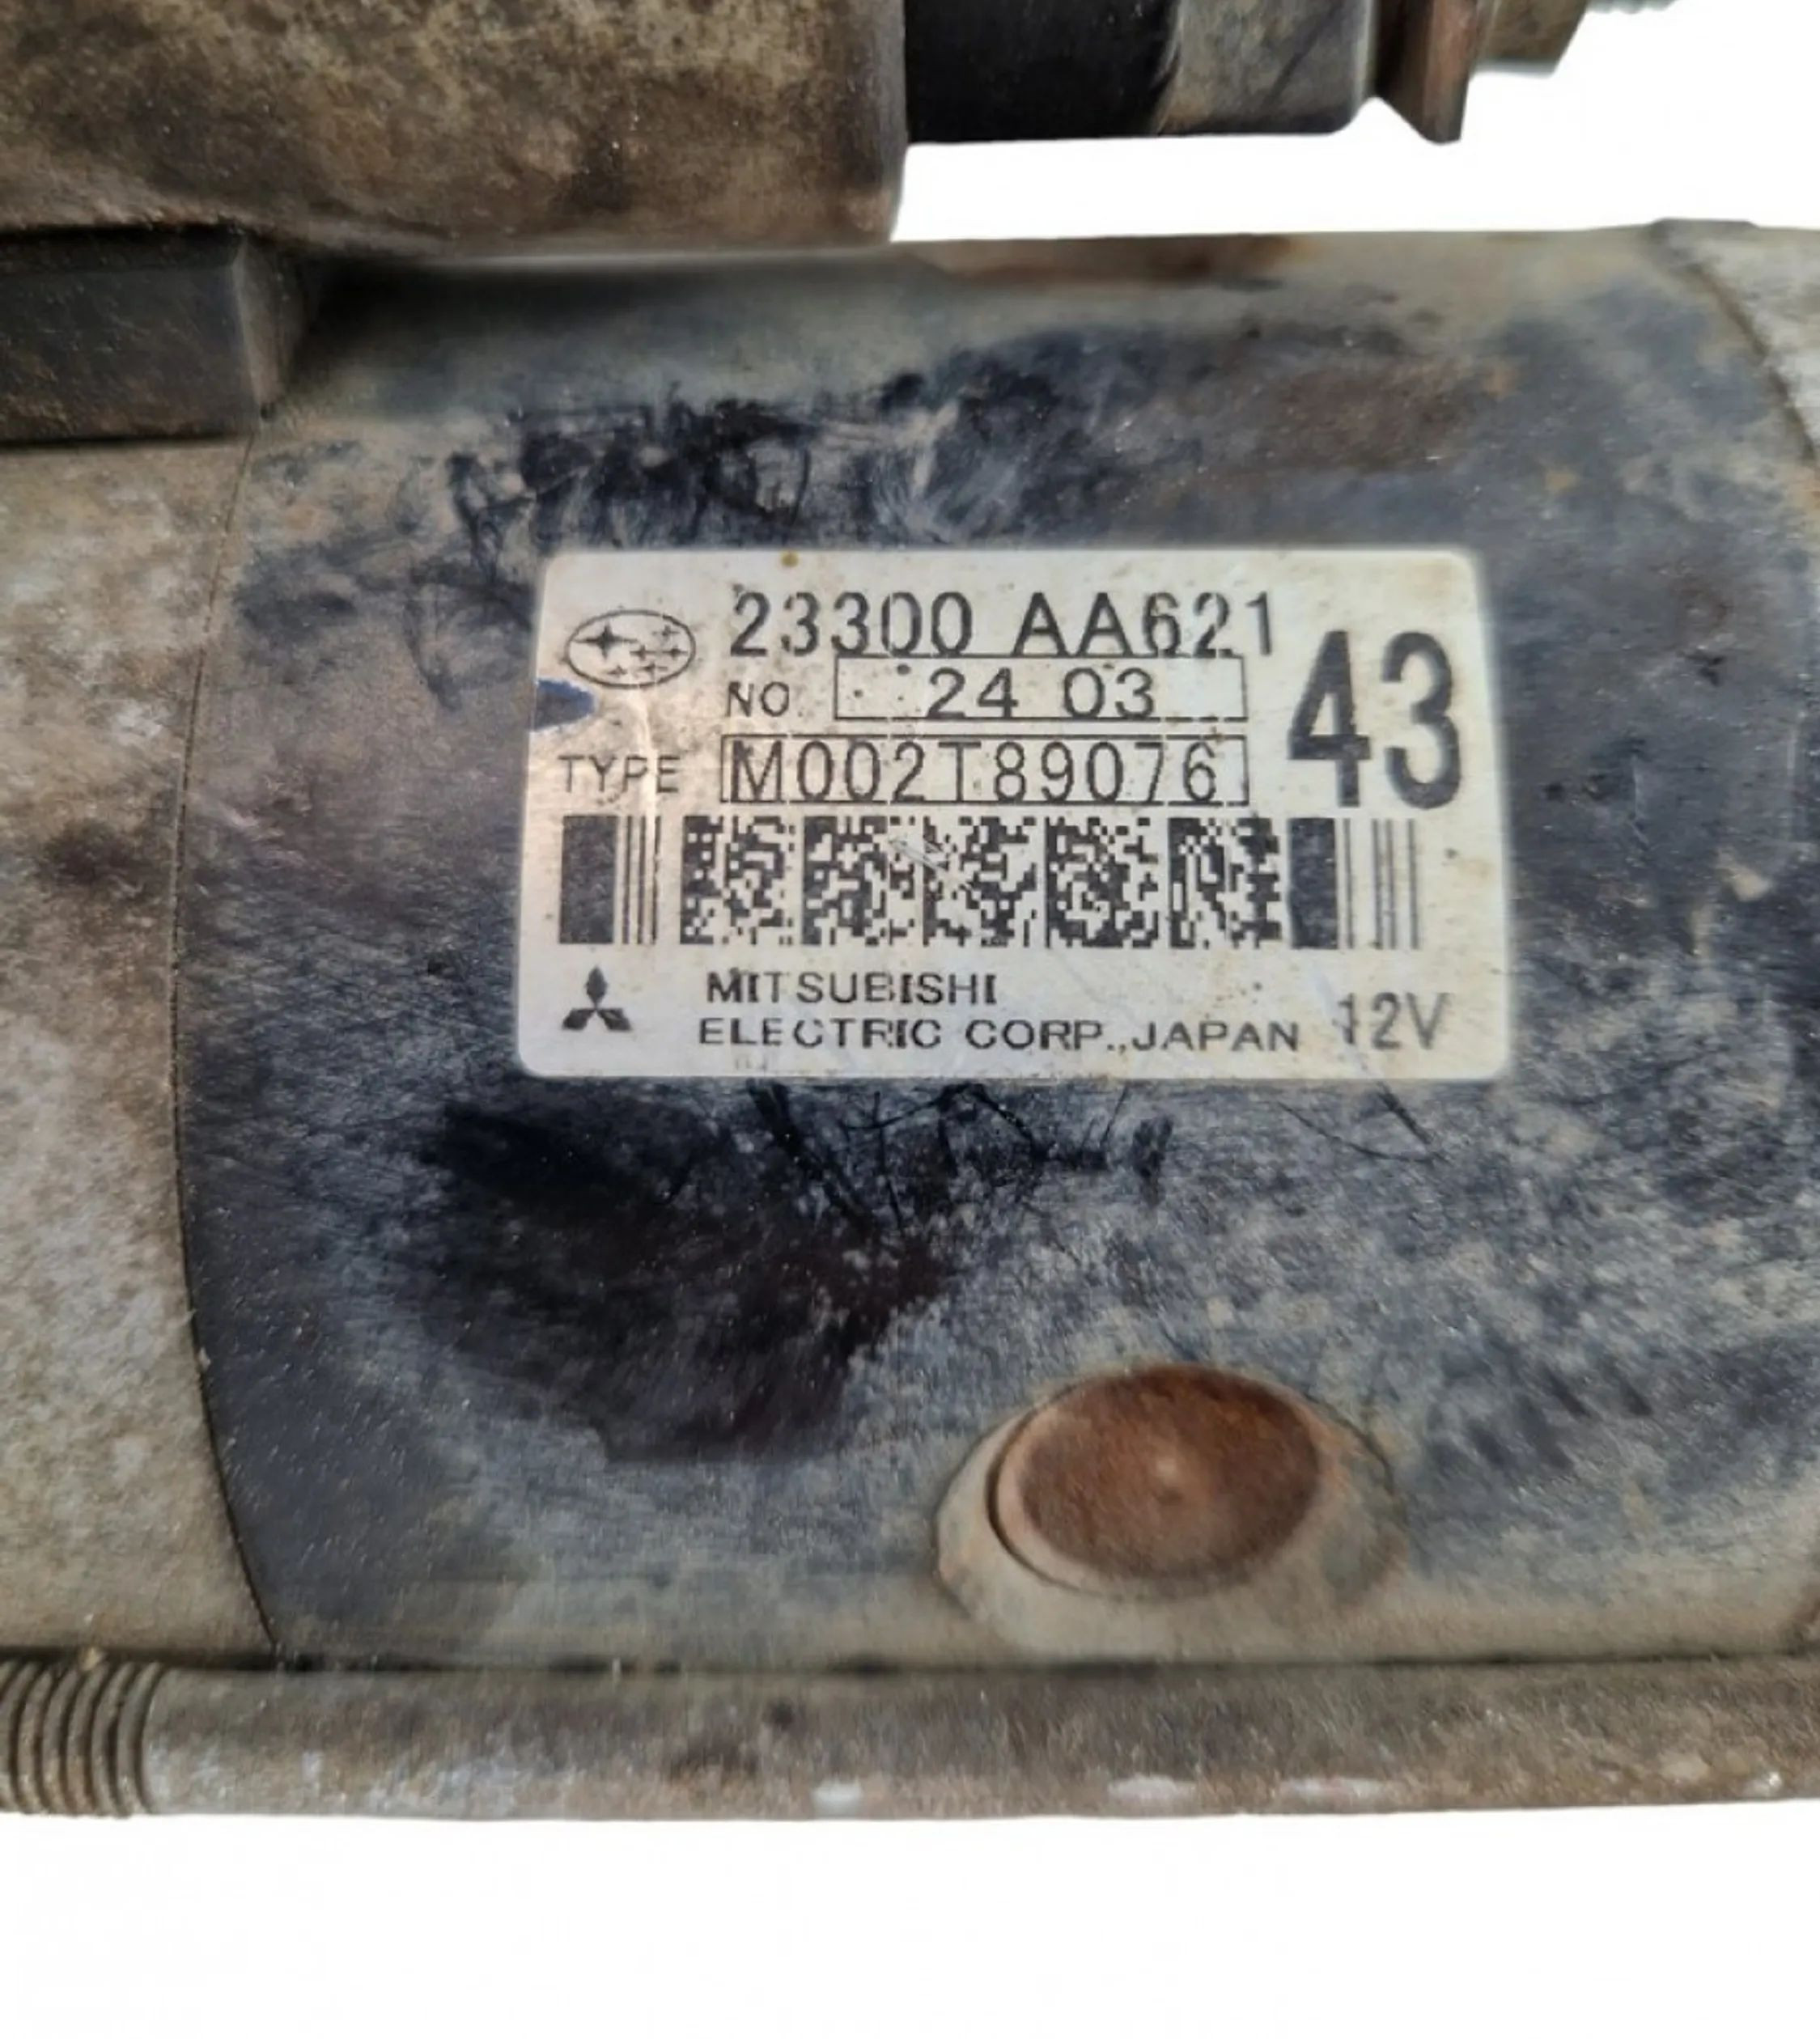 23300 AA621
43
NO. 24 03
TYPE M002T89076
MITSUBISHI
ELECTRIC CORP.,JAPAN 12V